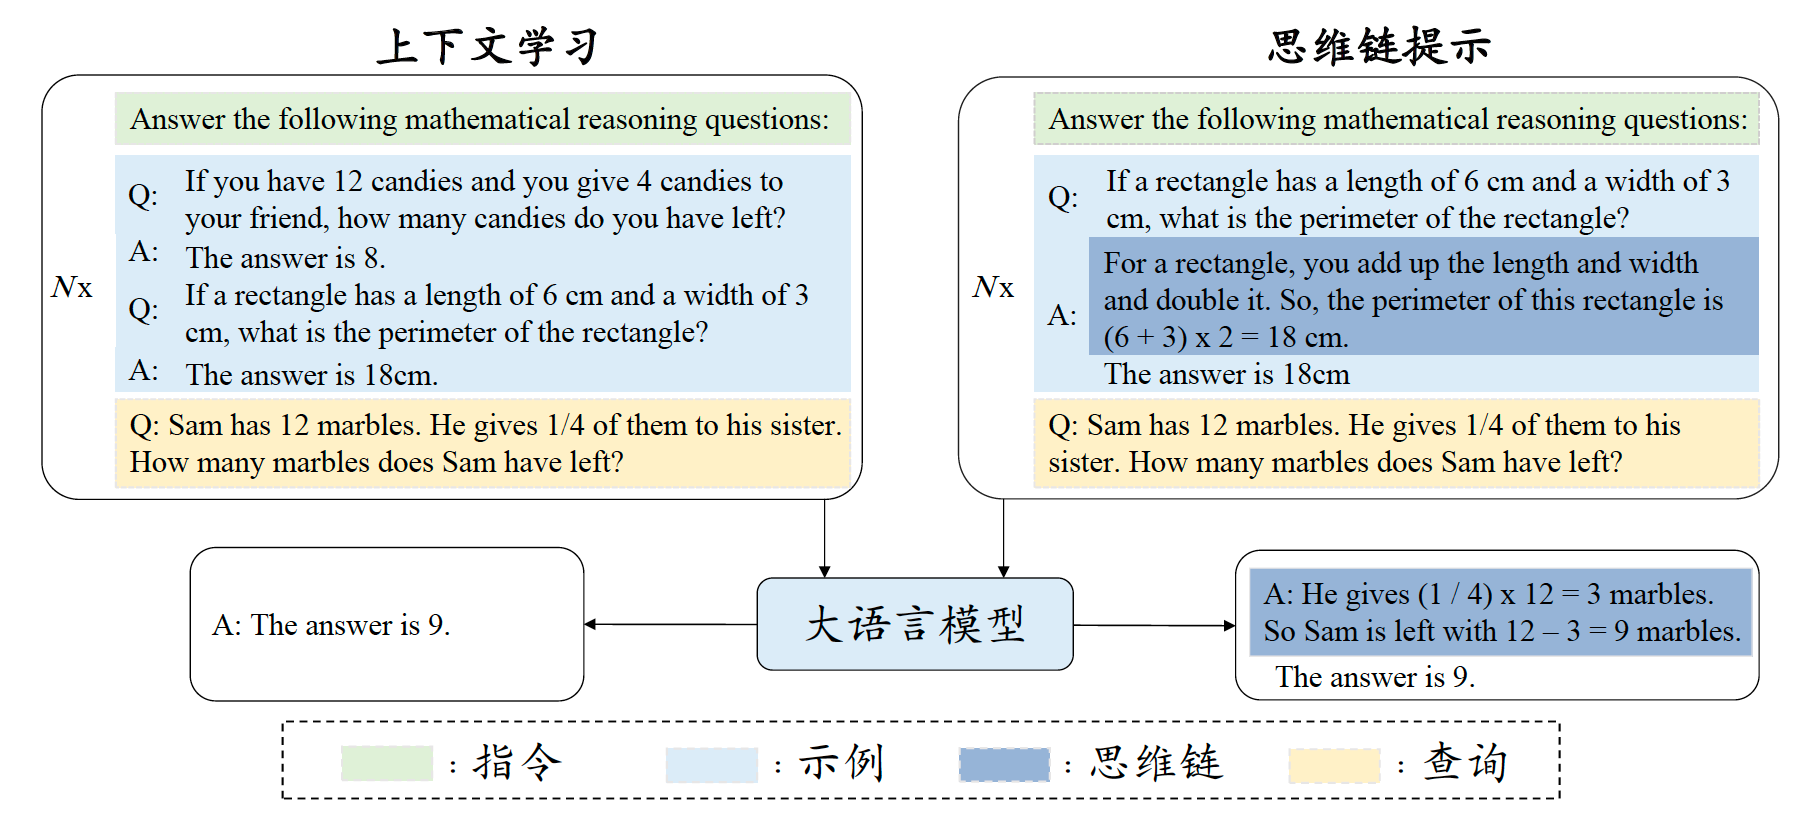 上下文学习
Answer the following mathematical reasoning questions:
Nx
Q: If you have 12 candies and you give 4 candies to
your friend, how many candies do you have left?
A: The answer is 8.
Q: If a rectangle has a length of 6 cm and a width of 3
cm, what is the perimeter of the rectangle?
A: The answer is 18cm.
Q: Sam has 12 marbles. He gives 1/4 of them to his sister.
How many marbles does Sam have left?
思维链提示
Answer the following mathematical reasoning questions:
Nx
Q: If a rectangle has a length of 6 cm and a width of 3
cm, what is the perimeter of the rectangle?
A: For a rectangle, you add up the length and width
and double it. So, the perimeter of this rectangle is
(6 + 3) x 2 = 18 cm.
The answer is 18cm
Q: Sam has 12 marbles. He gives 1/4 of them to his
sister. How many marbles does Sam have left?
A: The answer is 9.
大语言模型
A: He gives (1 / 4) x 12 = 3 marbles.
So Sam is left with 12 – 3 = 9 marbles.
The answer is 9.
: 指令
: 示例
: 思维链
: 查询